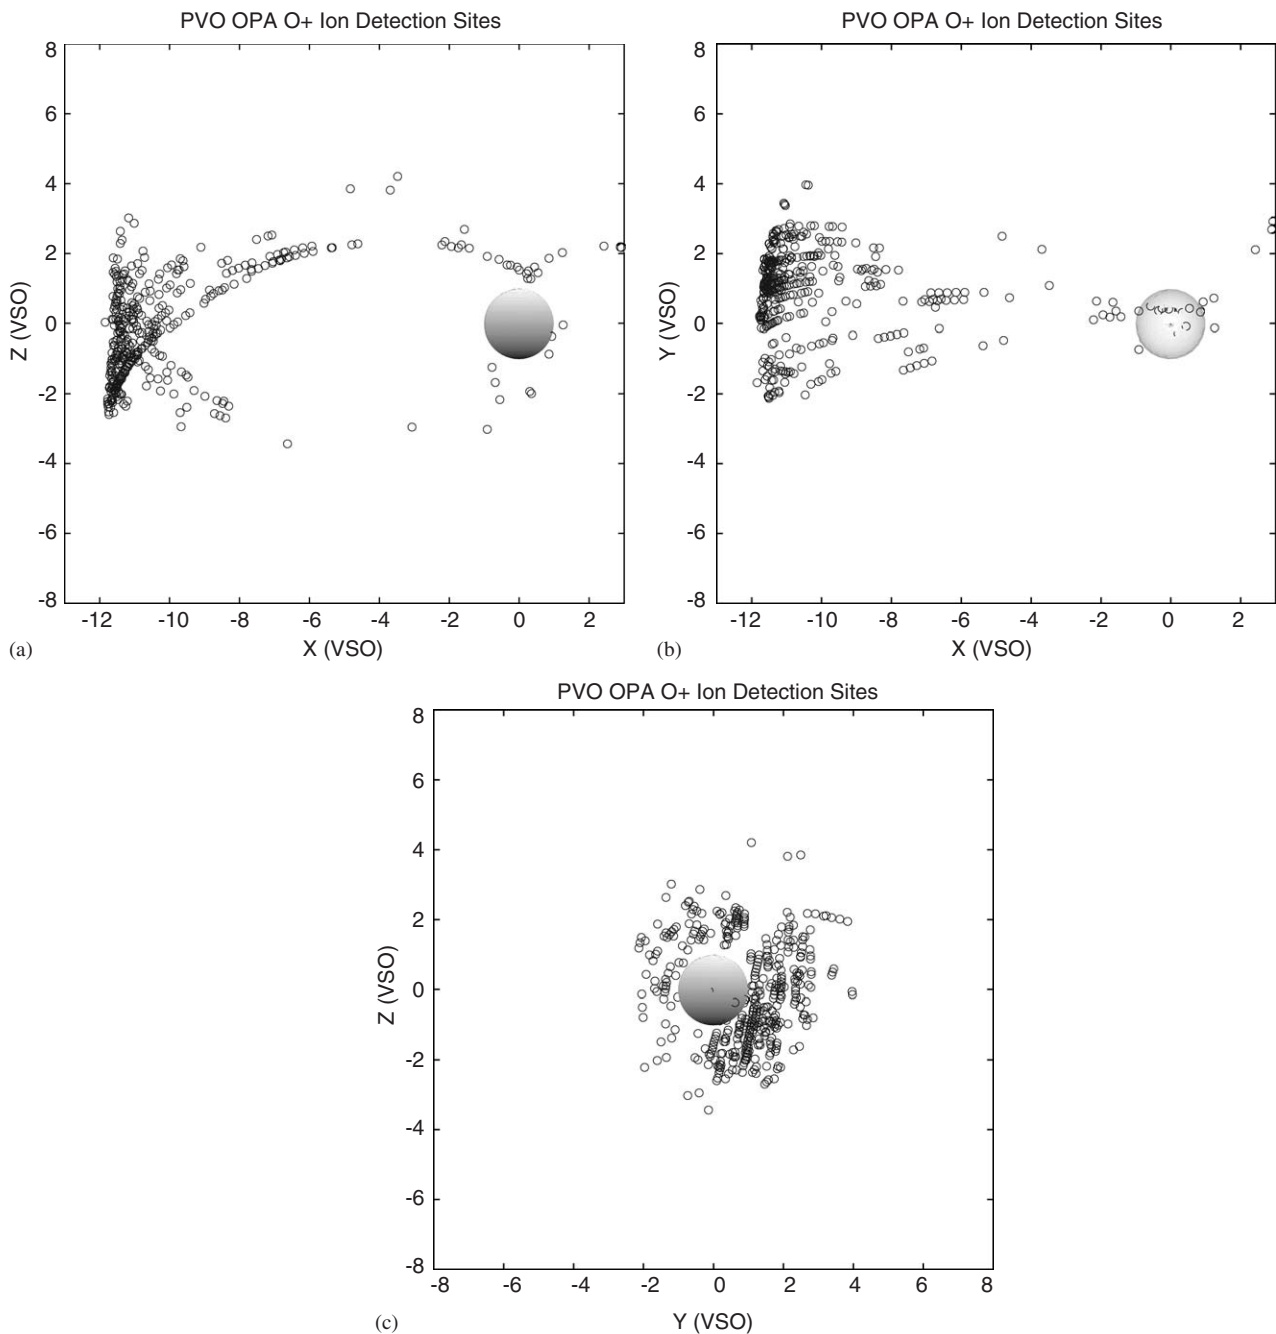 PVO OPA O+ Ion Detection Sites
8
6
4
2
0
-2
-4
-6
-8
Z (VSO)
-12 -10 -8 -6 -4 -2 0 2
X (VSO)
(a)
PVO OPA O+ Ion Detection Sites
8
6
4
2
0
-2
-4
-6
-8
Y (VSO)
-12 -10 -8 -6 -4 -2 0 2
X (VSO)
(b)
PVO OPA O+ Ion Detection Sites
8
6
4
2
0
-2
-4
-6
-8
Z (VSO)
-8 -6 -4 -2 0 2 4 6 8
Y (VSO)
(c)